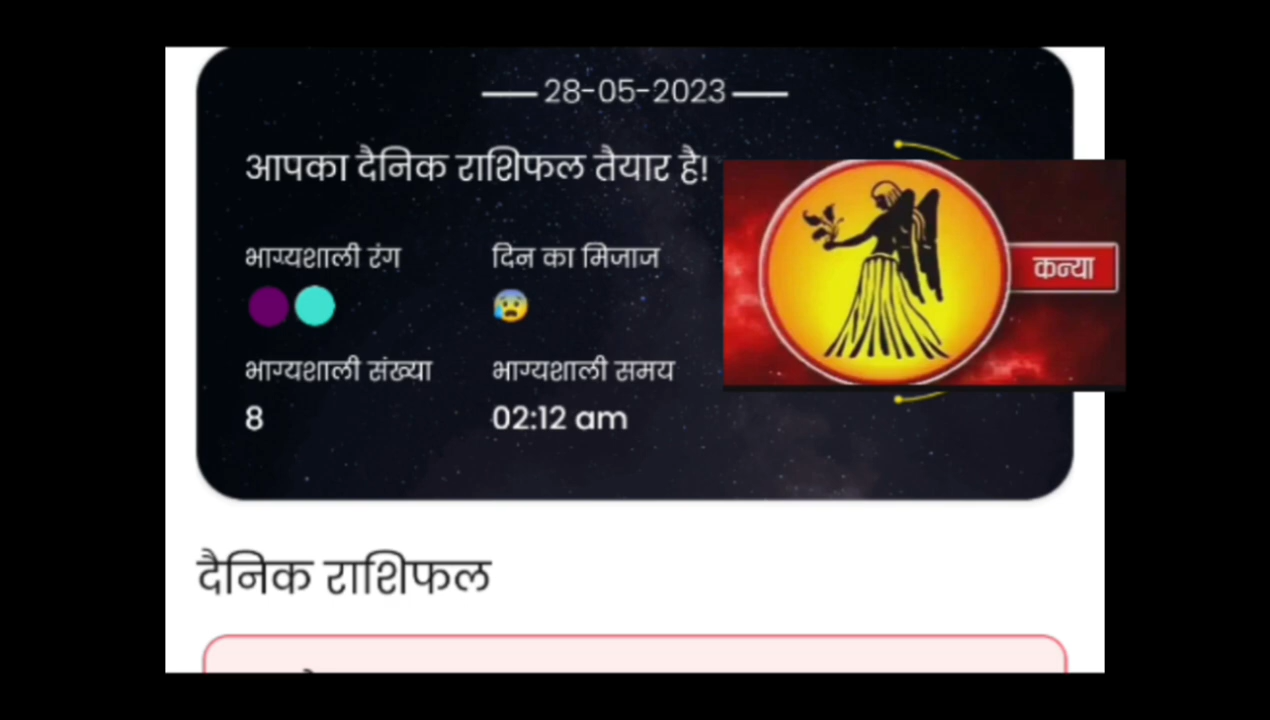 28-05-2023
आपका दैनिक राशिफल तैयार है!
भाग्यशाली रंग
दिन का मिजाज
😰
भाग्यशाली संख्या
भाग्यशाली समय
8
02:12 am
कन्या
दैनिक राशिफल